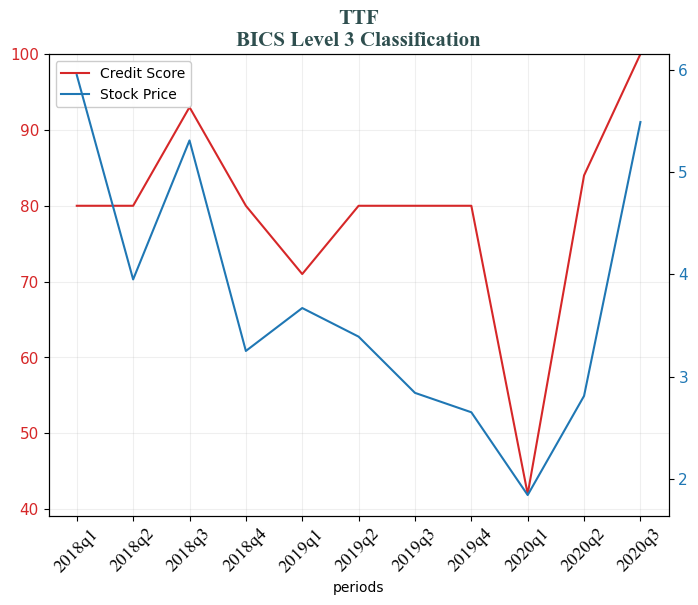 TTF
BICS Level 3 Classification
Credit Score
Stock Price
100
90
80
70
60
50
40
6
5
4
3
2
2018q1
2018q2
2018q3
2018q4
2019q1
2019q2
2019q3
2019q4
2020q1
2020q2
2020q3
periods